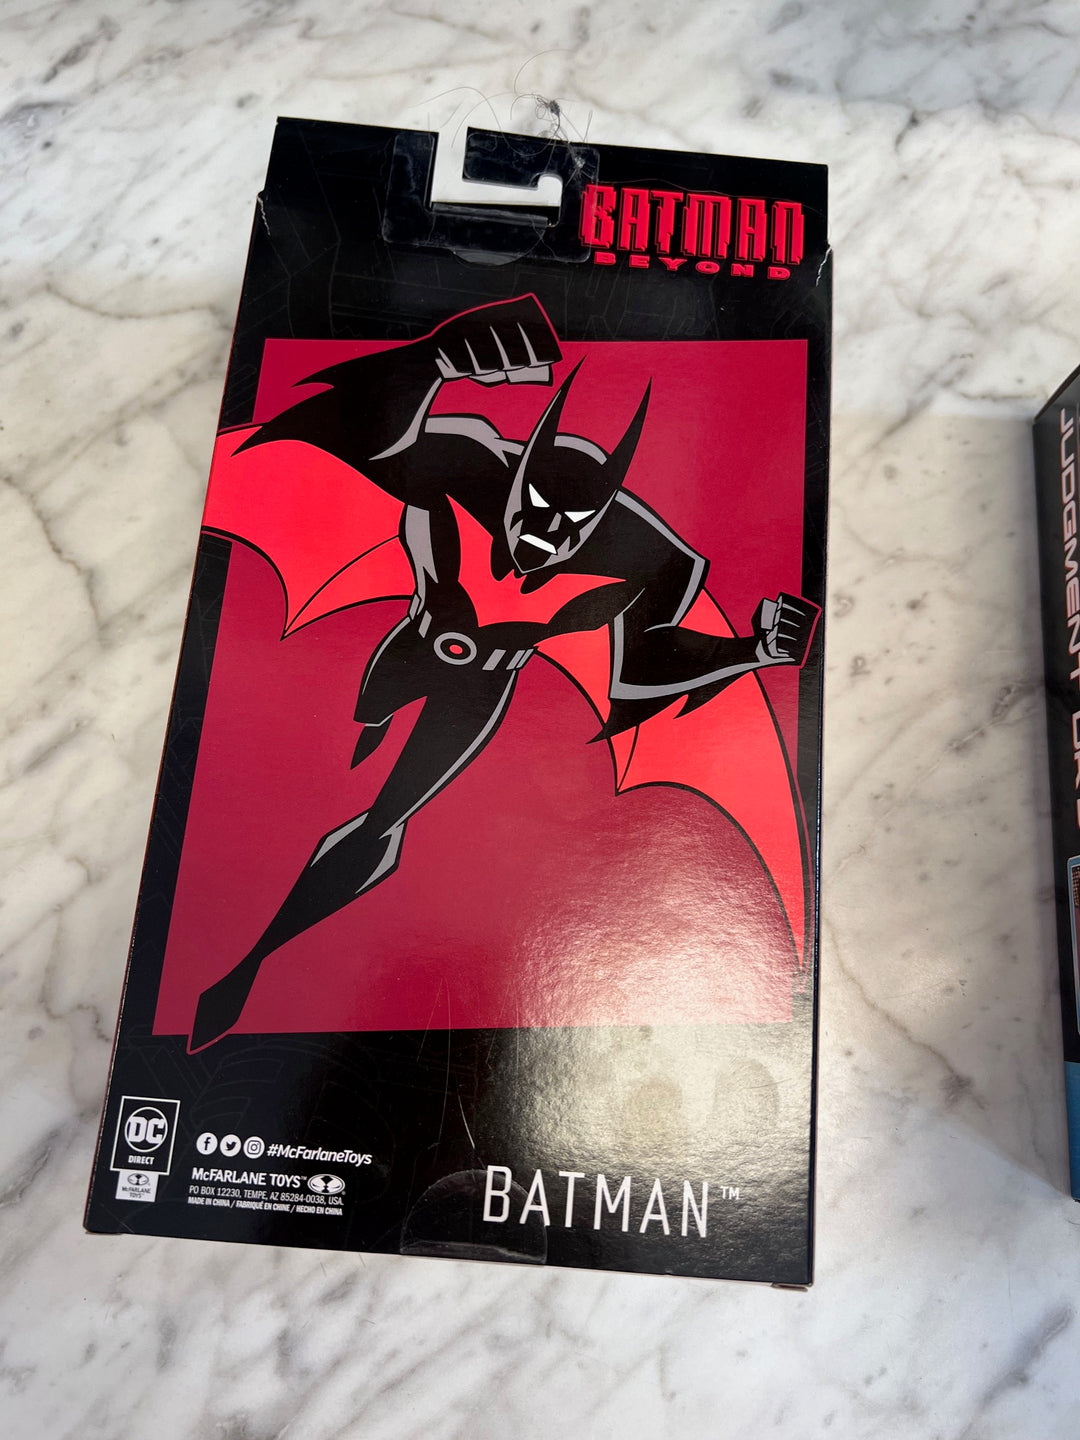 BATMAN
BEYOND
JUDGMENT
DC
DIRECT
McFARLANE
TOYS
#McFarlaneToys
McFARLANE TOYS™
PO BOX 12230, TEMPE, AZ 85284-0038, USA.
MADE IN CHINA / FABRIQUÉ EN CHINE / HECHO EN CHINA
BATMAN™